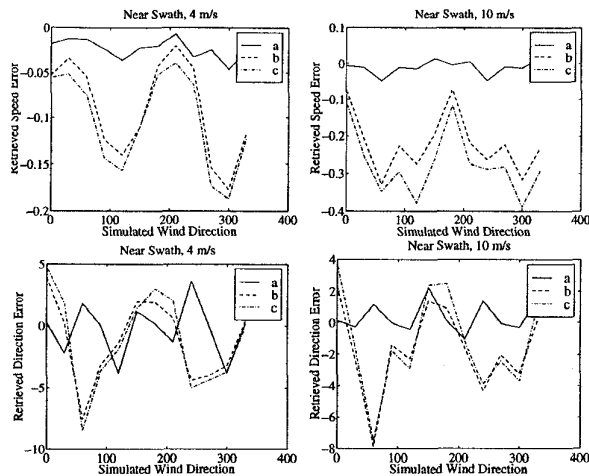 Near Swath, 4 m/s
Retrieved Speed Error
0
-0.05
-0.1
-0.15
-0.2
0 100 200 300 400
Simulated Wind Direction
a
b
c
Near Swath, 10 m/s
Retrieved Speed Error
0.1
0
-0.1
-0.2
-0.3
-0.4
0 100 200 300 400
Simulated Wind Direction
a
b
c
Near Swath, 4 m/s
Retrieved Direction Error
5
0
-5
-10
0 100 200 300 400
Simulated Wind Direction
a
b
c
Near Swath, 10 m/s
Retrieved Direction Error
4
2
0
-2
-4
-6
-8
0 100 200 300 400
Simulated Wind Direction
a
b
c